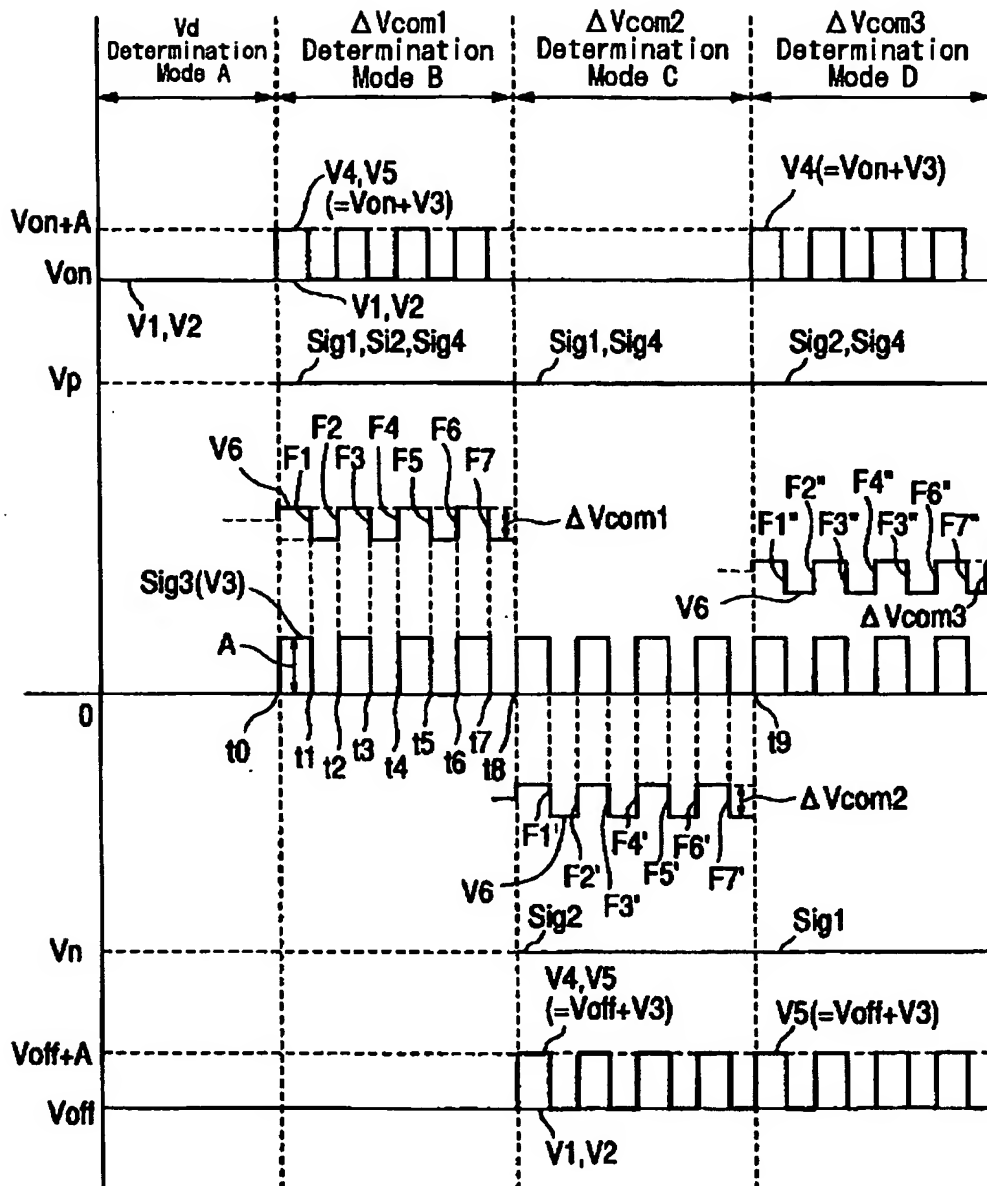 Vd
Determination
Mode A
ΔVcom1
Determination
Mode B
ΔVcom2
Determination
Mode C
ΔVcom3
Determination
Mode D
V4,V5
(=Von+V3)
V4(=Von+V3)
Von+A
Von
V1,V2
V1,V2
Sig1,Si2,Sig4
Sig1,Sig4
Sig2,Sig4
Vp
V6
F1
F2
F3
F4
F5
F6
F7
ΔVcom1
F1"
F2"
F3"
F4"
F3"
F6"
F7"
V6
ΔVcom3
Sig3(V3)
A
0
t0
t1
t2
t3
t4
t5
t6
t7
t8
t9
F1'
V6
F2'
F3'
F4'
F5'
F6'
F7'
ΔVcom2
Vn
Sig2
Sig1
V4,V5
(=Voff+V3)
V5(=Voff+V3)
Voff+A
Voff
V1,V2